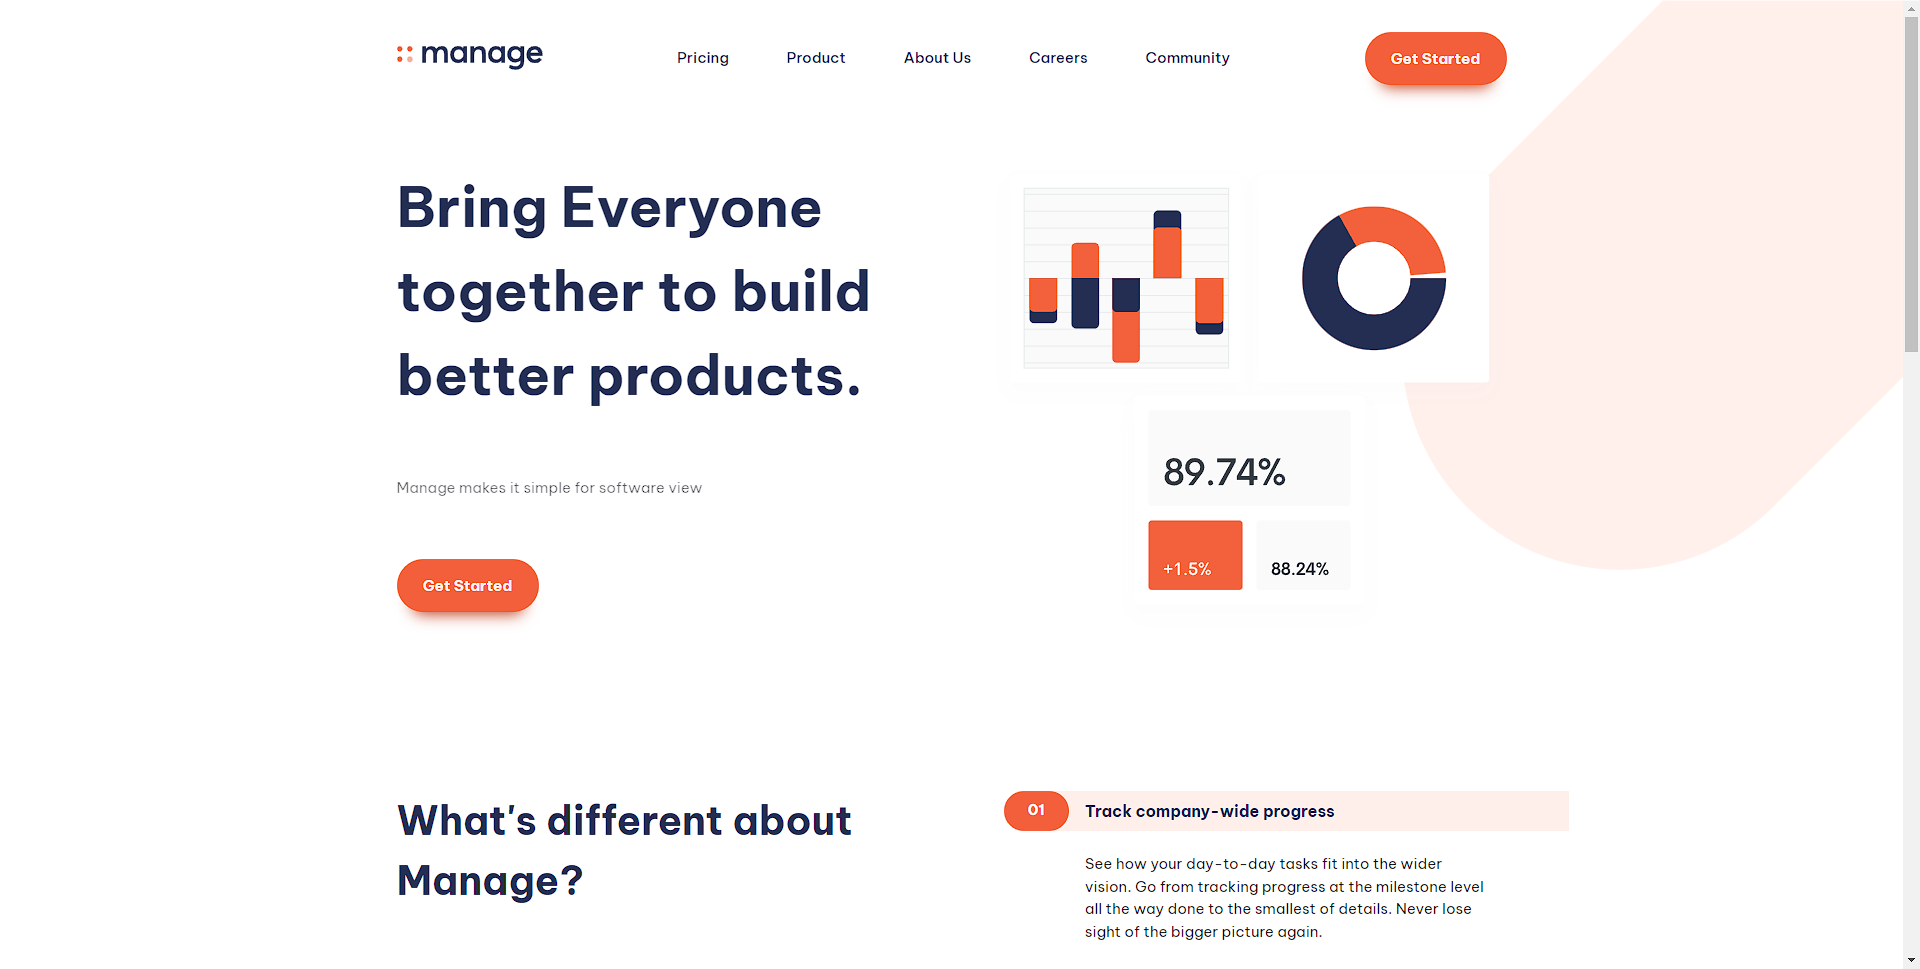 manage
Pricing
Product
About Us
Careers
Community
Get Started
Bring Everyone
together to build
better products.
Manage makes it simple for software view
Get Started
89.74%
+1.5%
88.24%
What's different about
Manage?
01
Track company-wide progress
See how your day-to-day tasks fit into the wider
vision. Go from tracking progress at the milestone level
all the way done to the smallest of details. Never lose
sight of the bigger picture again.